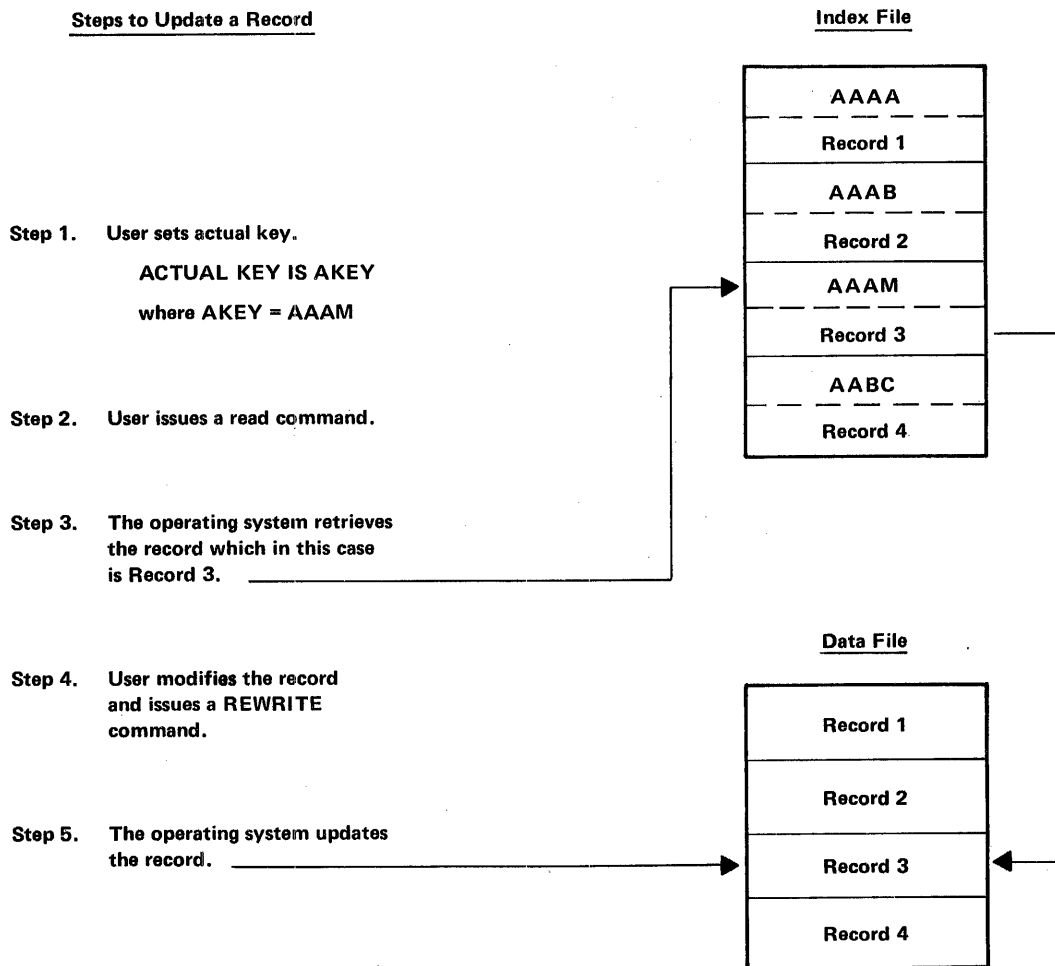 Steps to Update a Record
Step 1. User sets actual key.
ACTUAL KEY IS AKEY
where AKEY = AAAM
Step 2. User issues a read command.
Step 3. The operating system retrieves
the record which in this case
is Record 3.
Step 4. User modifies the record
and issues a REWRITE
command.
Step 5. The operating system updates
the record.
Index File
AAAA
Record 1
AAAB
Record 2
AAAM
Record 3
AABC
Record 4
Data File
Record 1
Record 2
Record 3
Record 4